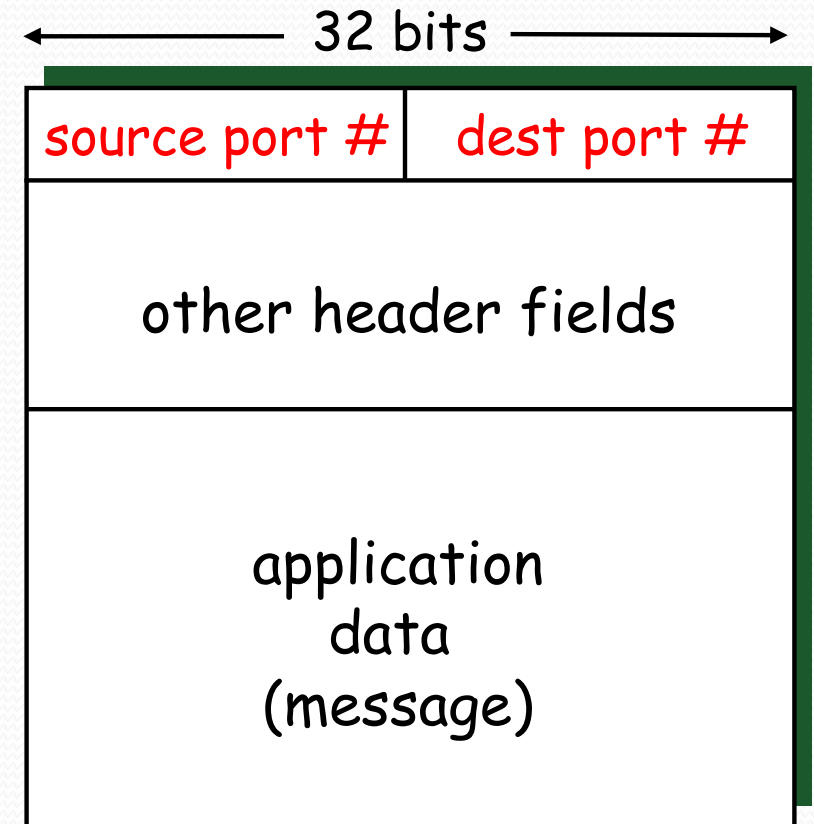 32 bits
source port # dest port #
other header fields
application
data
(message)